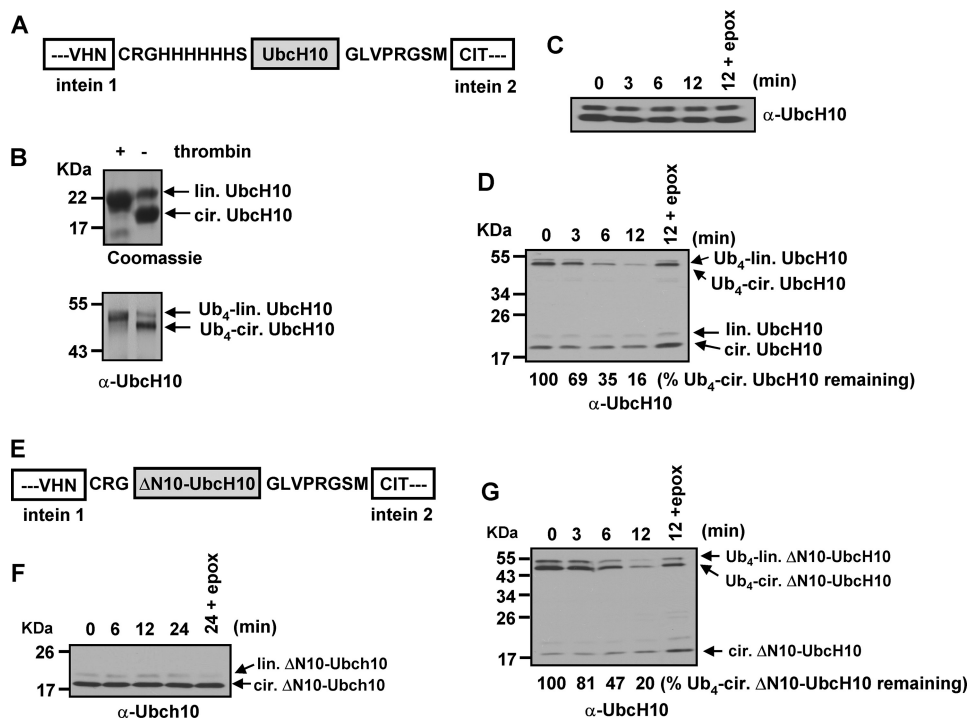 A
---VHN CRGHHHHHHS UbcH10 GLVPRGSM CIT---
intein 1 intein 2
B
+ - thrombin
KDa
22
17
lin. UbcH10
cir. UbcH10
Coomassie
55
43
Ub4-lin. UbcH10
Ub4-cir. UbcH10
α-UbcH10
C
0 3 6 12 12 + epox (min)
α-UbcH10
D
KDa
0 3 6 12 12 + epox (min)
55
34
26
17
Ub4-lin. UbcH10
Ub4-cir. UbcH10
lin. UbcH10
cir. UbcH10
100 69 35 16 (% Ub4-cir. UbcH10 remaining)
α-UbcH10
E
---VHN CRG ΔN10-UbcH10 GLVPRGSM CIT---
intein 1 intein 2
F
KDa
0 6 12 24 24 + epox (min)
26
17
lin. ΔN10-Ubch10
cir. ΔN10-Ubch10
α-Ubch10
G
KDa
0 3 6 12 12 +epox (min)
55
43
34
26
17
Ub4-lin. ΔN10-UbcH10
Ub4-cir. ΔN10-UbcH10
cir. ΔN10-UbcH10
100 81 47 20 (% Ub4-cir. ΔN10-UbcH10 remaining)
α-UbcH10